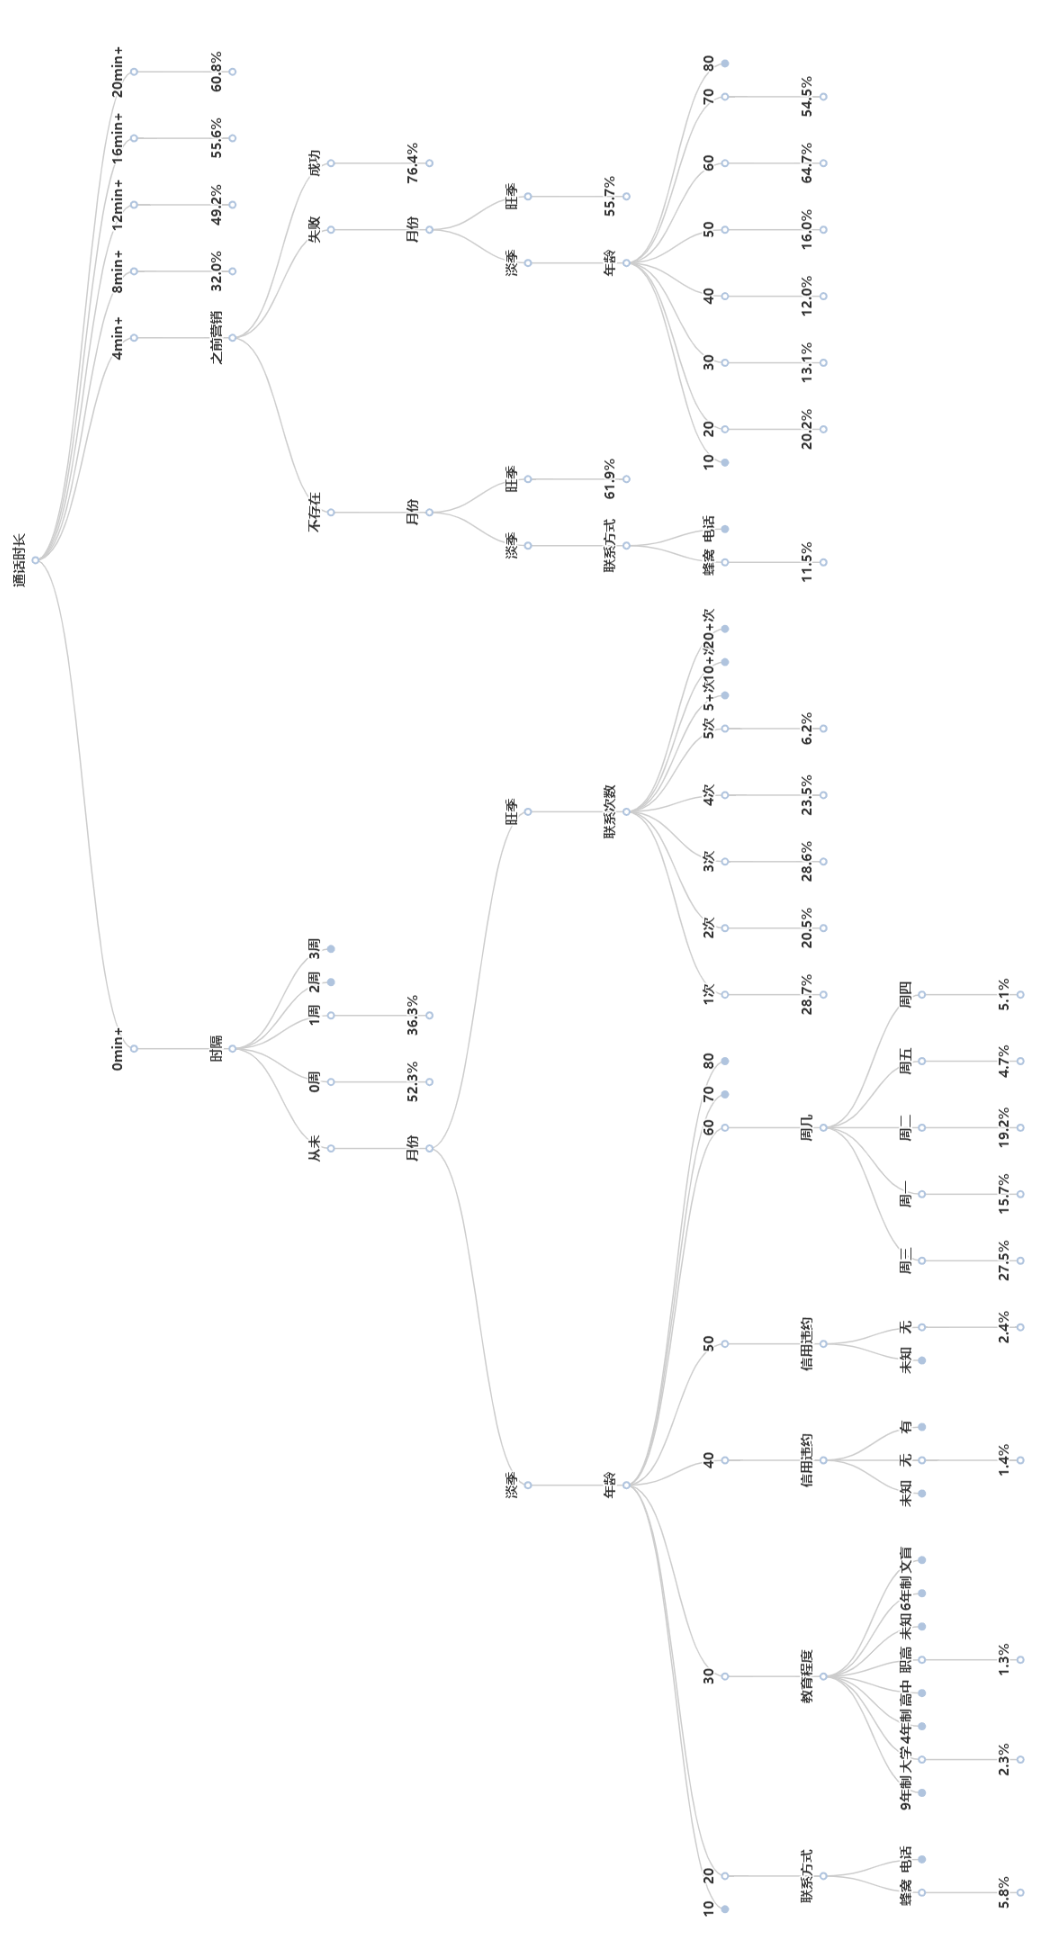 通话时长
0min+ 4min+ 8min+ 12min+ 16min+ 20min+
时隔 之前营销 32.0% 49.2% 55.6% 60.8%
从未 0周 1周 2周 3周 不存在 失败 成功
月份 52.3% 36.3% 月份 月份 76.4%
淡季 旺季 淡季 旺季 淡季 旺季
年龄 联系次数 联系方式 61.9% 年龄 55.7%
10 20 30 40 50 60 70 80 1次 2次 3次 4次 5次 5+次 10+次 20+次 蜂窝 电话 10 20 30 40 50 60 70 80
联系方式 教育程度 信用违约 信用违约 周几 28.7% 20.5% 28.6% 23.5% 6.2% 11.5% 20.2% 13.1% 12.0% 16.0% 64.7% 54.5%
蜂窝 电话 9年制 大学 4年制 高中 职高 未知 6年制 文盲 未知 无 有 未知 无 周三 周一 周二 周五 周四
5.8% 2.3% 1.3% 1.4% 2.4% 27.5% 15.7% 19.2% 4.7% 5.1%